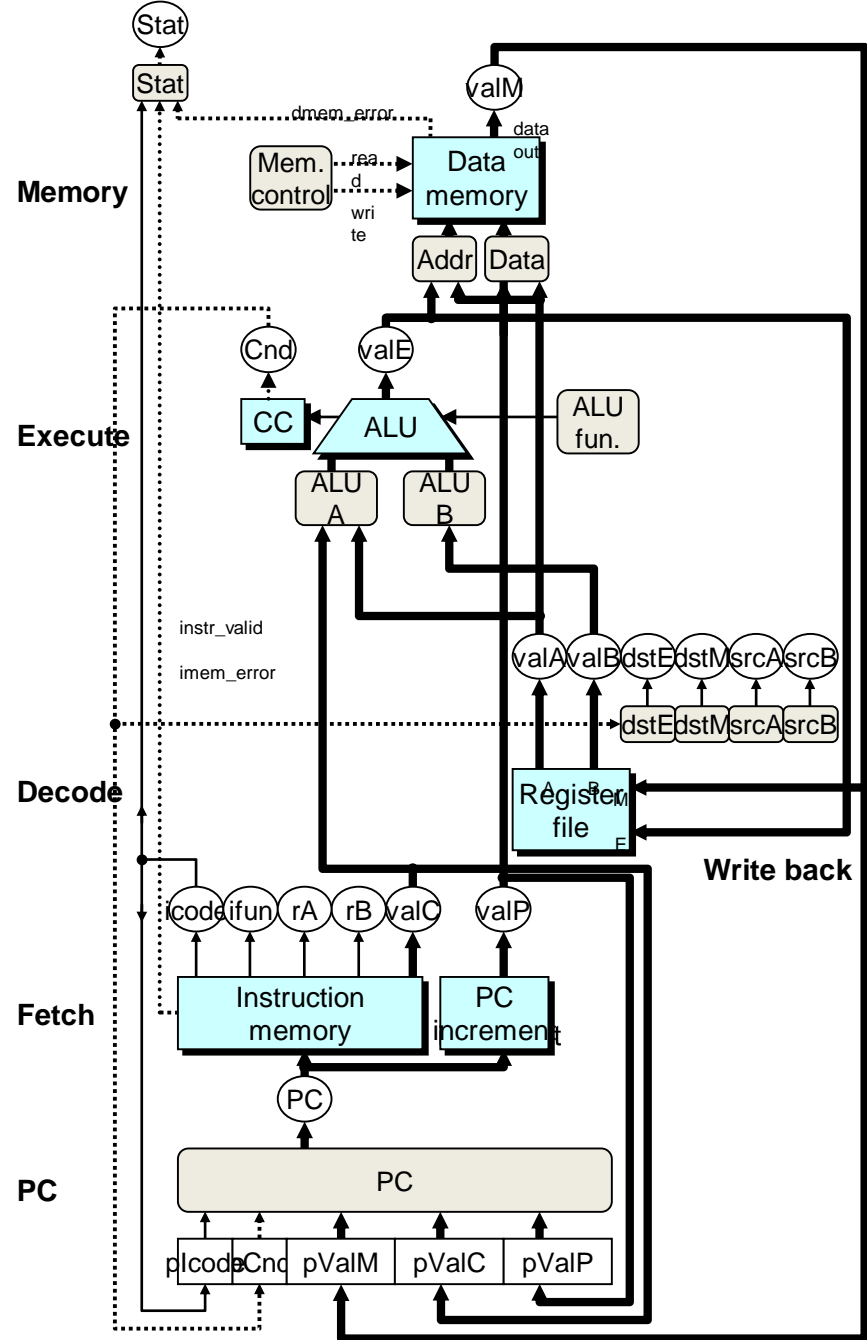 Stat
Stat
valM
dmem_error
data
out
Mem.
control
rea
d
wri
te
Data
memory
Memory
Addr
Data
Cnd
valE
CC
ALU
ALU
fun.
Execute
ALU
A
ALU
B
instr_valid
imem_error
valA
valB
dstE
dstM
srcA
srcB
dstE
dstM
srcA
srcB
Decode
A
B
Register
file
M
E
Write back
icode
ifun
rA
rB
valC
valP
Fetch
Instruction
memory
PC
increment
PC
PC
PC
pIcode
pCnd
pValM
pValC
pValP